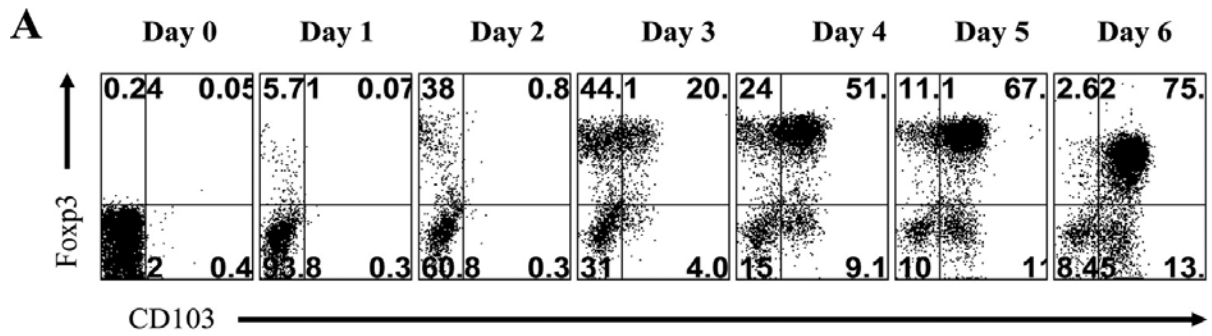 A
Day 0 Day 1 Day 2 Day 3 Day 4 Day 5 Day 6
0.24 0.05 5.71 0.07 38 0.8 44.1 20. 24 51. 11.1 67. 2.62 75.
Foxp3
2 0.4 93.8 0.3 60.8 0.3 31 4.0 15 9.1 10 11 8.45 13.
CD103